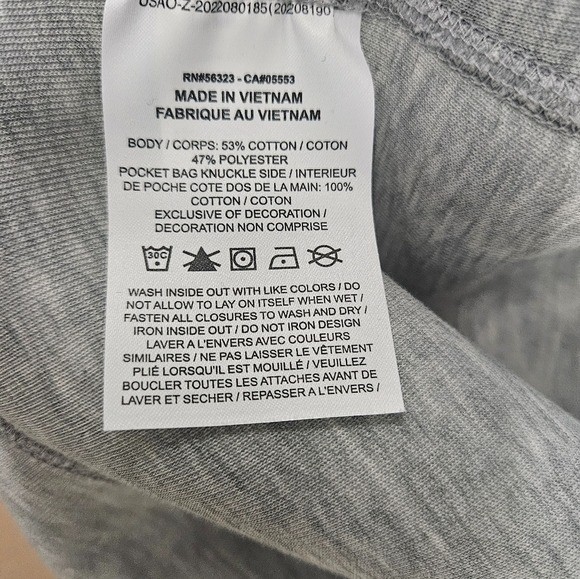 USAO-Z-2022080185(20208190
RN#56323 - CA#05553
MADE IN VIETNAM
FABRIQUE AU VIETNAM
BODY / CORPS: 53% COTTON / COTON
47% POLYESTER
POCKET BAG KNUCKLE SIDE / INTERIEUR
DE POCHE COTE DOS DE LA MAIN: 100%
COTTON / COTON
EXCLUSIVE OF DECORATION /
DECORATION NON COMPRISE
30C
WASH INSIDE OUT WITH LIKE COLORS / DO
NOT ALLOW TO LAY ON ITSELF WHEN WET /
FASTEN ALL CLOSURES TO WASH AND DRY /
IRON INSIDE OUT / DO NOT IRON DESIGN
LAVER A L'ENVERS AVEC COULEURS
SIMILAIRES / NE PAS LAISSER LE VÊTEMENT
PLIÉ LORSQU'IL EST MOUILLÉ / VEUILLEZ
BOUCLER TOUTES LES ATTACHES AVANT DE
LAVER ET SECHER / REPASSER A L'ENVERS /